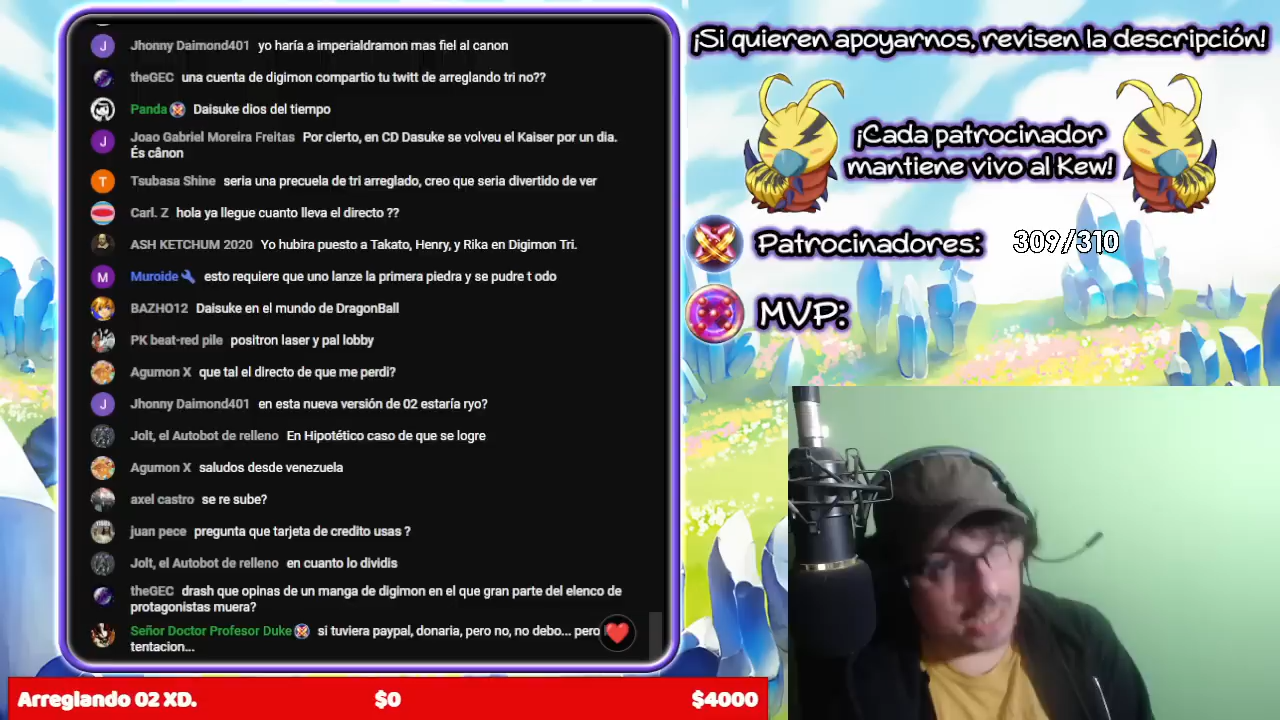 Jhonny Daimond401 yo haría a imperialdramon mas fiel al canon
theGEC una cuenta de digimon compartio tu twitt de arreglando tri no??
Panda Daisuke dios del tiempo
Joao Gabriel Moreira Freitas Por cierto, en CD Dasuke se volveu el Kaiser por un dia.
És cânon
Tsubasa Shine seria una precuela de tri arreglado, creo que seria divertido de ver
Carl. Z hola ya llegue cuanto lleva el directo ??
ASH KETCHUM 2020 Yo hubira puesto a Takato, Henry, y Rika en Digimon Tri.
Muroide esto requiere que uno lanze la primera piedra y se pudre t odo
BAZHO12 Daisuke en el mundo de DragonBall
PK beat-red pile positron laser y pal lobby
Agumon X que tal el directo de que me perdi?
Jhonny Daimond401 en esta nueva versión de 02 estaría ryo?
Jolt, el Autobot de relleno En Hipotético caso de que se logre
Agumon X saludos desde venezuela
axel castro se re sube?
juan pece pregunta que tarjeta de credito usas ?
Jolt, el Autobot de relleno en cuanto lo dividis
theGEC drash que opinas de un manga de digimon en el que gran parte del elenco de
protagonistas muera?
Señor Doctor Profesor Duke si tuviera paypal, donaria, pero no, no debo... pero
tentacion...
Arreglando 02 XD. $0 $4000
¡Si quieren apoyarnos, revisen la descripción!
¡Cada patrocinador
mantiene vivo al Kew!
Patrocinadores: 309/310
MVP: